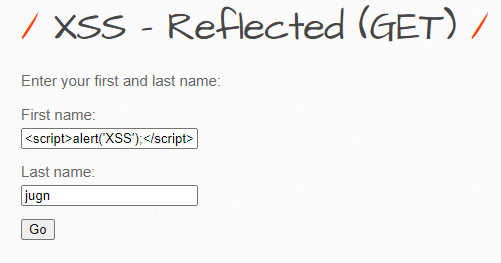 / XSS - Reflected (GET) /
Enter your first and last name:
First name:
<script>alert('XSS');</script>
Last name:
jugn
Go